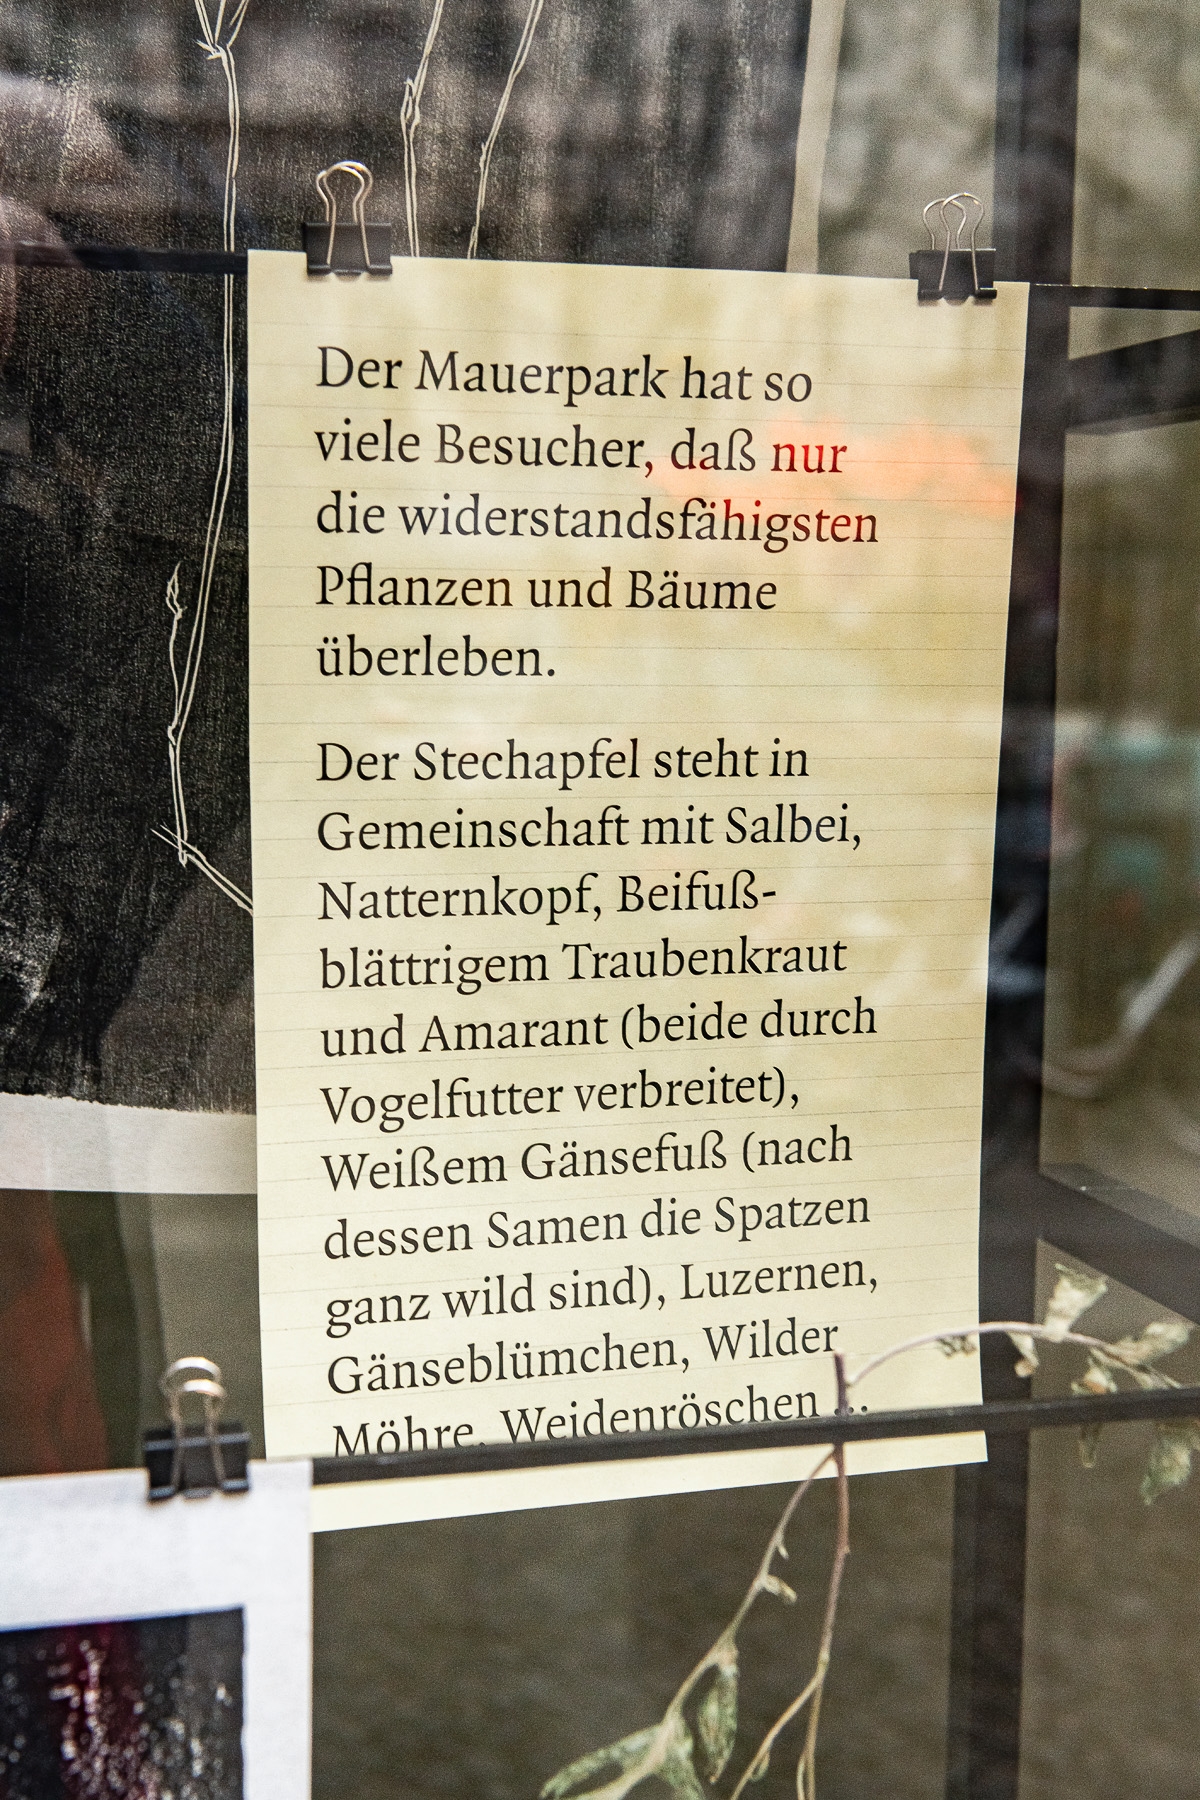 Der Mauerpark hat so
viele Besucher, daß nur
die widerstandsfähigsten
Pflanzen und Bäume
überleben.
Der Stechapfel steht in
Gemeinschaft mit Salbei,
Natternkopf, Beifuß-
blättrigem Traubenkraut
und Amarant (beide durch
Vogelfutter verbreitet),
Weißem Gänsefuß (nach
dessen Samen die Spatzen
ganz wild sind), Luzernen,
Gänseblümchen, Wilder
Möhre, Weidenröschen ...